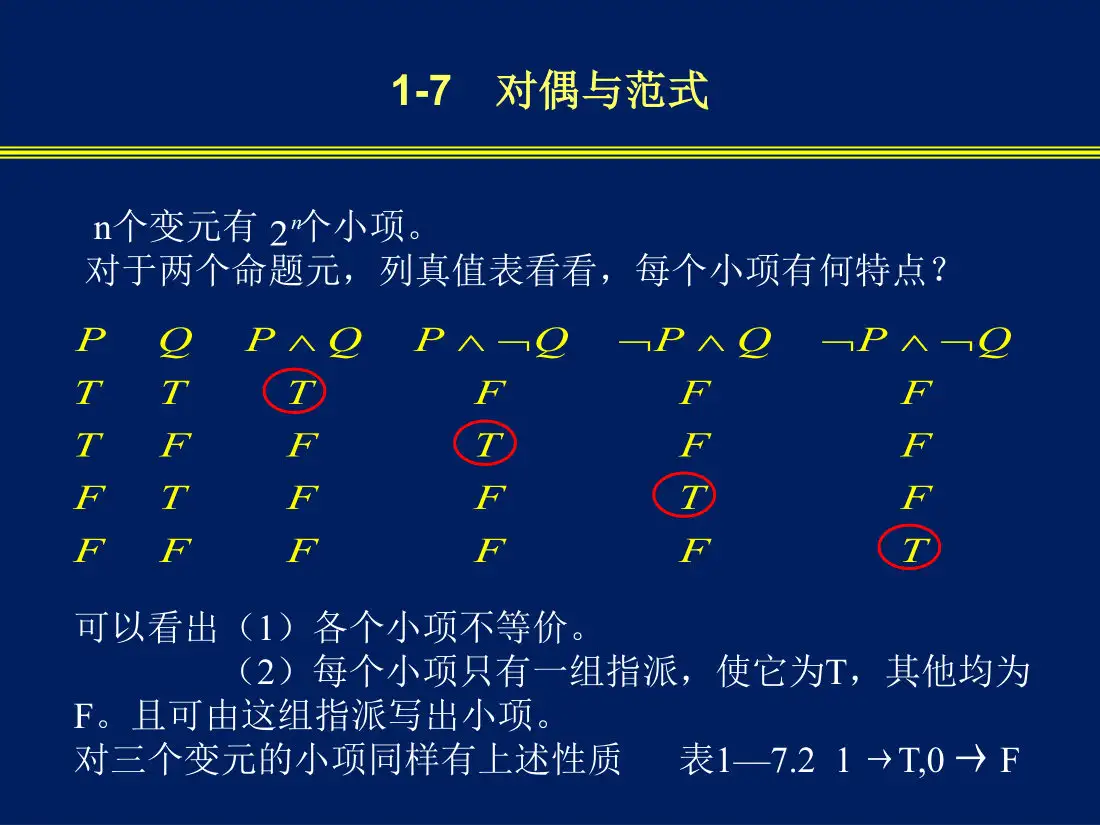 1-7 对偶与范式
n个变元有 2ⁿ个小项。
对于两个命题元，列真值表看看，每个小项有何特点？
P Q P ∧ Q P ∧ ¬Q ¬P ∧ Q ¬P ∧ ¬Q
T T T F F F
T F F T F F
F T F F T F
F F F F F T
可以看出（1）各个小项不等价。
（2）每个小项只有一组指派，使它为T，其他均为
F。且可由这组指派写出小项。
对三个变元的小项同样有上述性质 表1—7.2 1 →T,0 → F